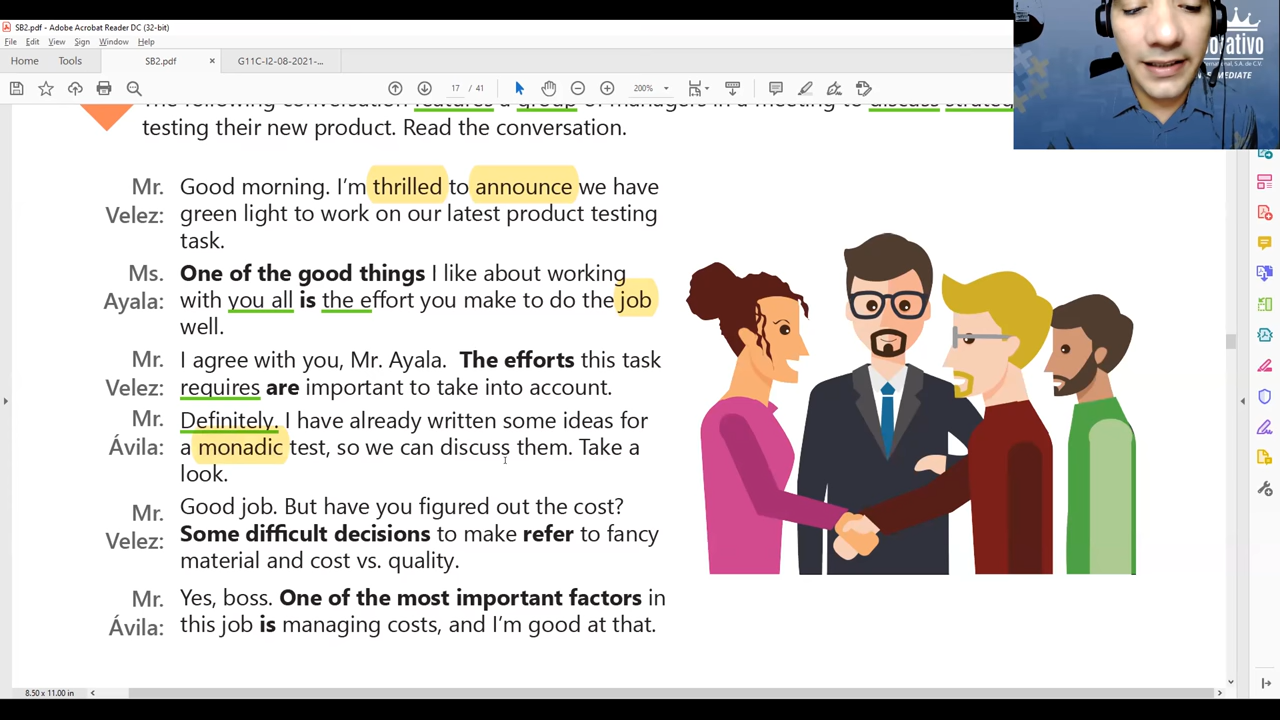 SB2.pdf - Adobe Acrobat Reader DC (32-bit)
File Edit View Sign Window Help
Home Tools SB2.pdf × G11C-I2-08-2021-...
17 / 41 200%
testing their new product. Read the conversation.
Mr. Velez: Good morning. I'm thrilled to announce we have
green light to work on our latest product testing
task.
Ms. Ayala: One of the good things I like about working
with you all is the effort you make to do the job
well.
Mr. Velez: I agree with you, Mr. Ayala. The efforts this task
requires are important to take into account.
Mr. Ávila: Definitely. I have already written some ideas for
a monadic test, so we can discuss them. Take a
look.
Mr. Velez: Good job. But have you figured out the cost?
Some difficult decisions to make refer to fancy
material and cost vs. quality.
Mr. Ávila: Yes, boss. One of the most important factors in
this job is managing costs, and I'm good at that.
8.50 x 11.00 in